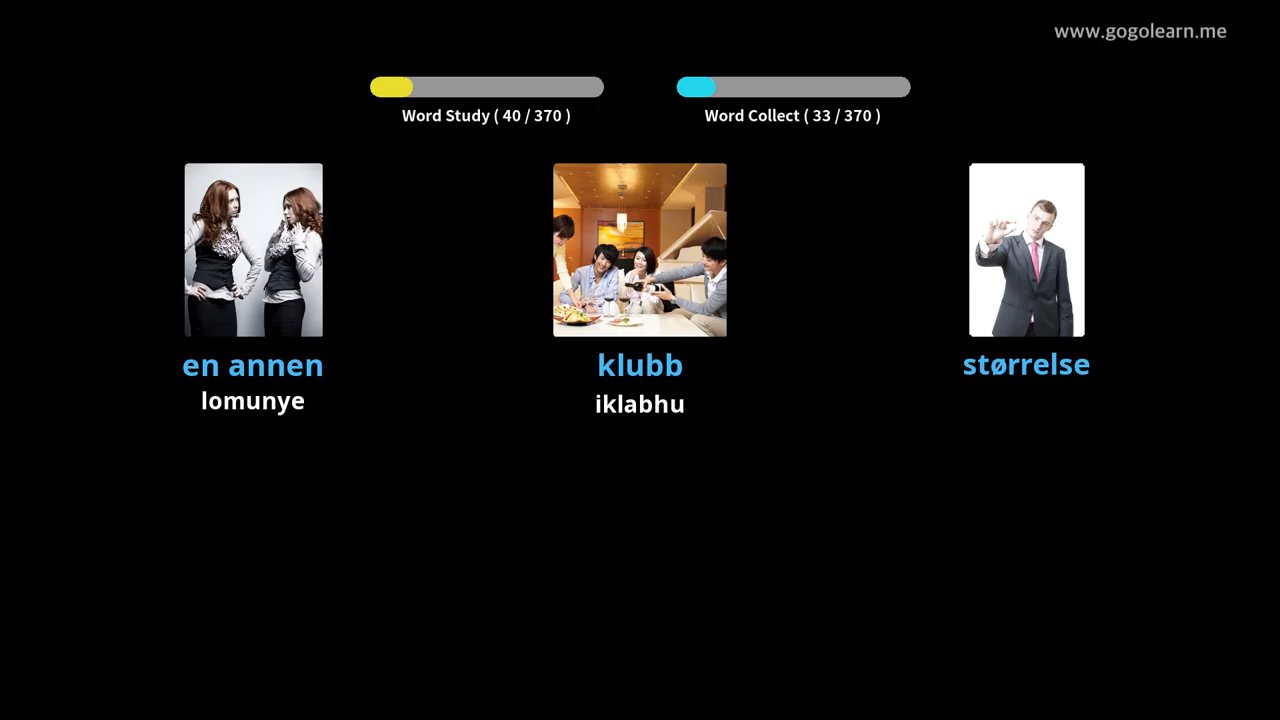 www.gogolearn.me
Word Study ( 40 / 370 )
Word Collect ( 33 / 370 )
en annen
klubb
størrelse
lomunye
iklabhu